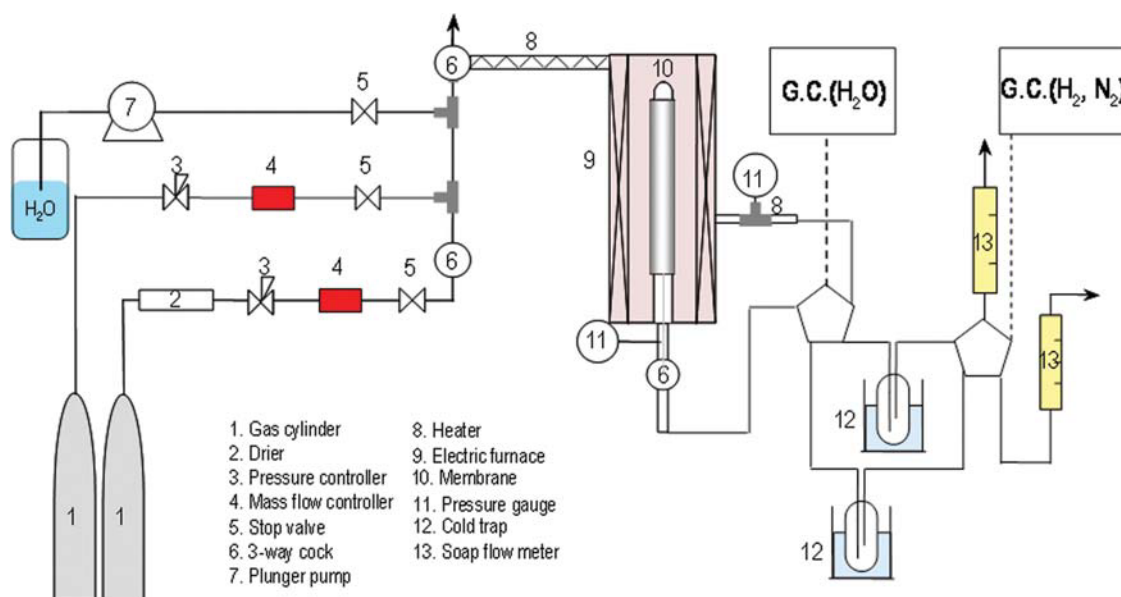 8
6
10
G.C.(H₂O)
G.C.(H₂, N₂)
5
7
3
4
5
9
11
8
H₂O
13
6
3
4
5
2
11
6
13
12
1. Gas cylinder
2. Drier
3. Pressure controller
4. Mass flow controller
5. Stop valve
6. 3-way cock
7. Plunger pump
8. Heater
9. Electric furnace
10. Membrane
11. Pressure gauge
12. Cold trap
13. Soap flow meter
1
1
12